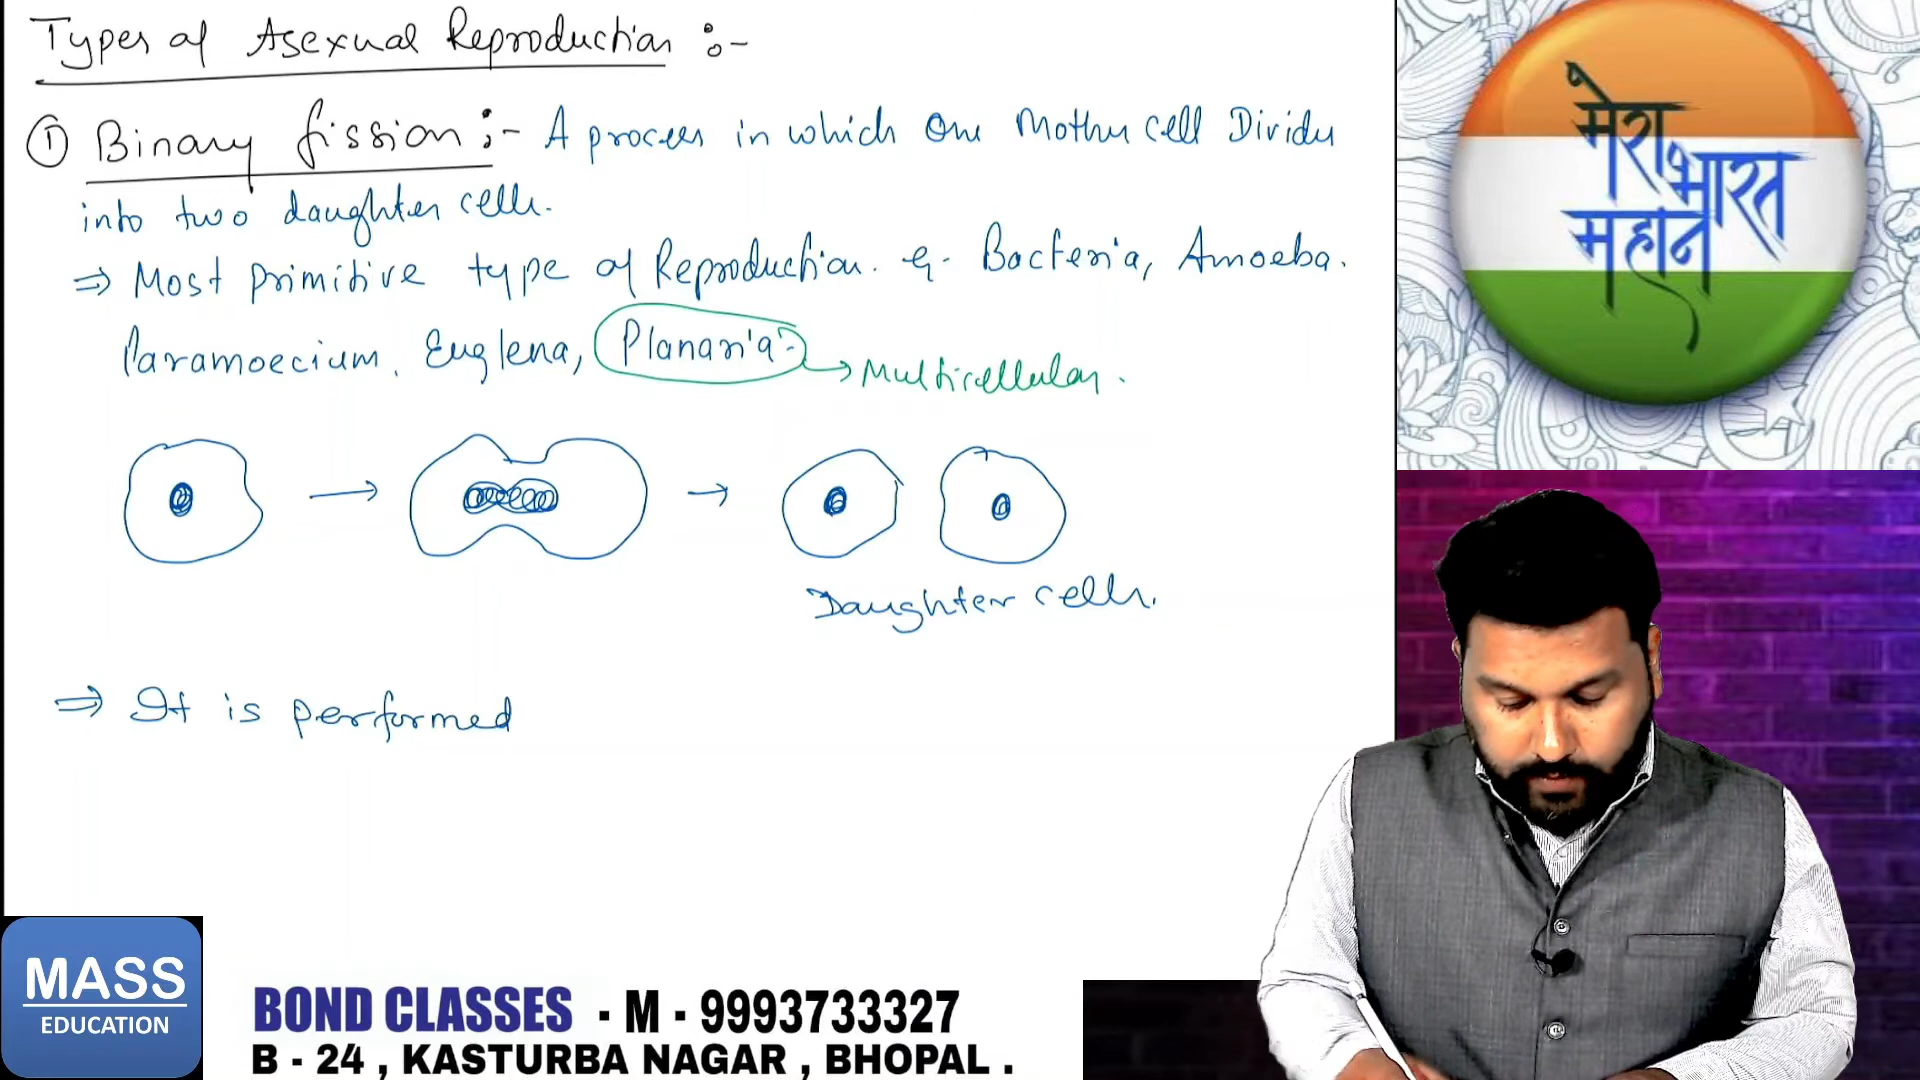 Types of Asexual Reproduction :-
① Binary fission :- A process in which One Mother cell Divides
into two daughter cells.
⇒ Most primitive type of Reproduction. eg. Bacteria, Amoeba.
Paramoecium, Euglena, Planaria → Multicellular.
Daughter cells.
⇒ It is performed
मेरा
भारत
महान
MASS
EDUCATION
BOND CLASSES - M - 9993733327
B - 24 , KASTURBA NAGAR , BHOPAL .